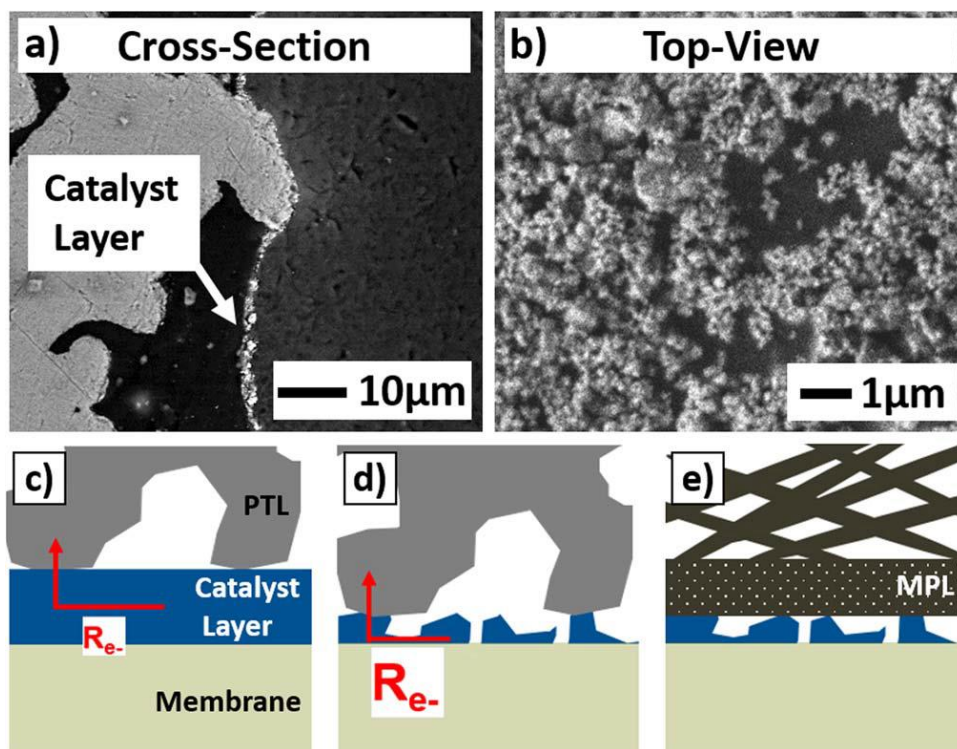 a) Cross-Section
Catalyst
Layer
10µm
b) Top-View
1µm
c)
PTL
Catalyst
Layer
Re-
Membrane
d)
Re-
e)
MPL